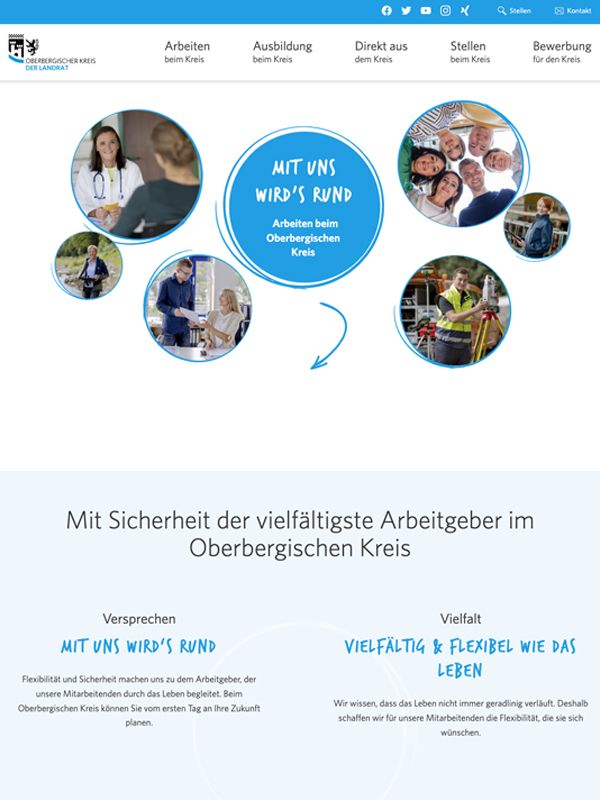 Stellen
Kontakt
OBERBERGISCHER KREIS
DER LANDRAT
Arbeiten
beim Kreis
Ausbildung
beim Kreis
Direkt aus
dem Kreis
Stellen
beim Kreis
Bewerbung
für den Kreis
MIT UNS
WIRD'S RUND
Arbeiten beim
Oberbergischen
Kreis
Mit Sicherheit der vielfältigste Arbeitgeber im
Oberbergischen Kreis
Versprechen
MIT UNS WIRD'S RUND
Flexibilität und Sicherheit machen uns zu dem Arbeitgeber, der
unsere Mitarbeitenden durch das Leben begleitet. Beim
Oberbergischen Kreis können Sie vom ersten Tag an Ihre Zukunft
planen.
Vielfalt
VIELFÄLTIG & FLEXIBEL WIE DAS
LEBEN
Wir wissen, dass das Leben nicht immer geradlinig verläuft. Deshalb
schaffen wir für unsere Mitarbeitenden die Flexibilität, die sie sich
wünschen.